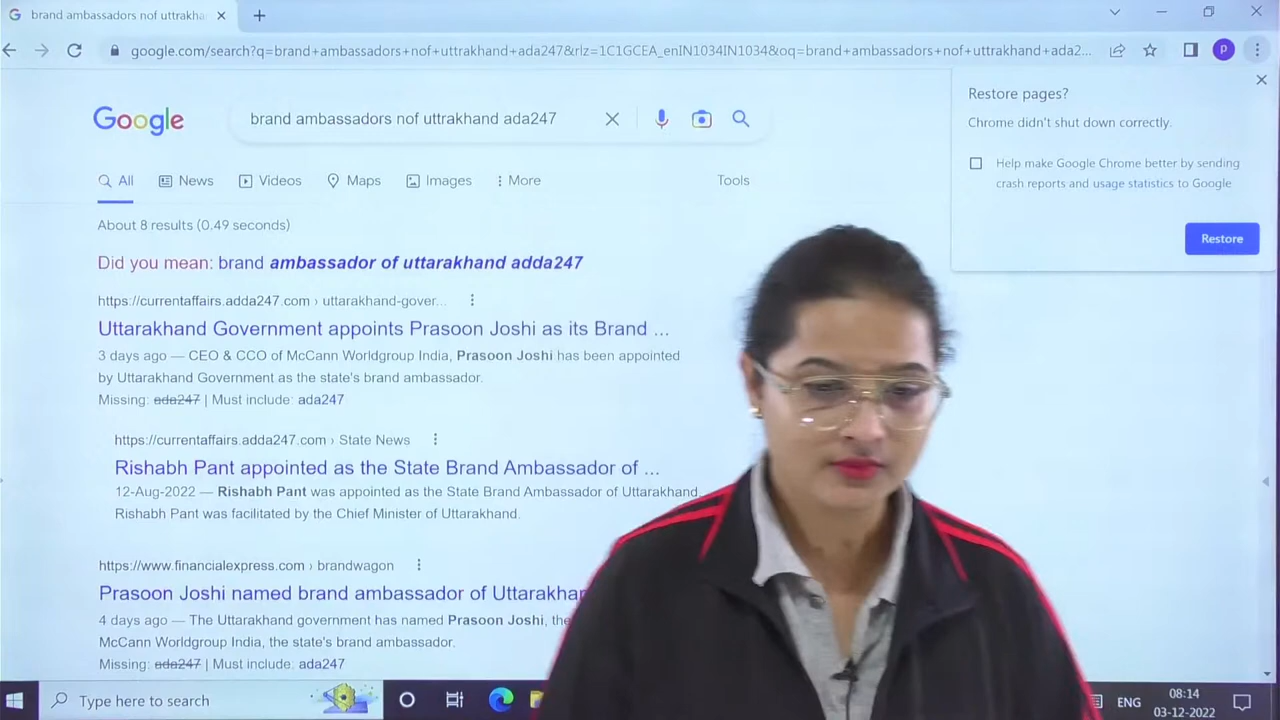 brand ambassadors nof uttrakha
google.com/search?q=brand+ambassadors+nof+uttrakhand+ada247&rlz=1C1GCEA_enIN1034IN1034&oq=brand+ambassadors+nof+uttrakhand+ada2...
p
Restore pages?
Chrome didn't shut down correctly.
Help make Google Chrome better by sending
crash reports and usage statistics to Google
Restore
Google
brand ambassadors nof uttrakhand ada247
All News Videos Maps Images More Tools
About 8 results (0.49 seconds)
Did you mean: brand ambassador of uttarakhand adda247
https://currentaffairs.adda247.com › uttarakhand-gover...
Uttarakhand Government appoints Prasoon Joshi as its Brand ...
3 days ago — CEO & CCO of McCann Worldgroup India, Prasoon Joshi has been appointed
by Uttarakhand Government as the state's brand ambassador.
Missing: ada247 | Must include: ada247
https://currentaffairs.adda247.com › State News
Rishabh Pant appointed as the State Brand Ambassador of ...
12-Aug-2022 — Rishabh Pant was appointed as the State Brand Ambassador of Uttarakhand.
Rishabh Pant was facilitated by the Chief Minister of Uttarakhand.
https://www.financialexpress.com › brandwagon
Prasoon Joshi named brand ambassador of Uttarakhan
4 days ago — The Uttarakhand government has named Prasoon Joshi, the
McCann Worldgroup India, the state's brand ambassador.
Missing: ada247 | Must include: ada247
Type here to search
ENG
08:14
03-12-2022